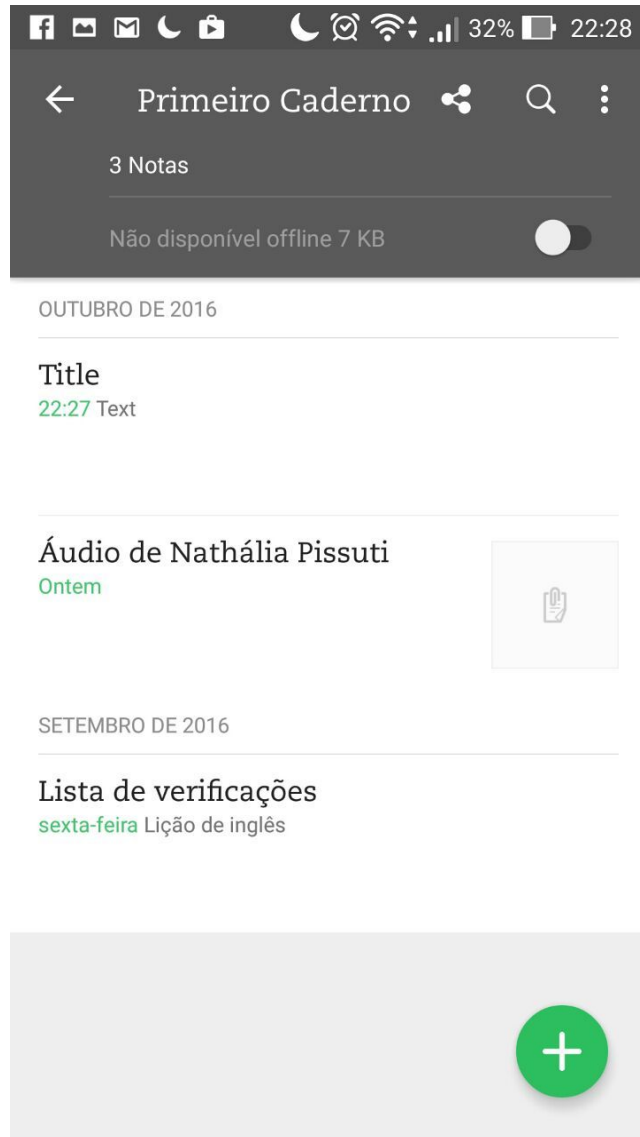 32% 22:28
Primeiro Caderno
3 Notas
Não disponível offline 7 KB
OUTUBRO DE 2016
Title
22:27 Text
Áudio de Nathália Pissuti
Ontem
SETEMBRO DE 2016
Lista de verificações
sexta-feira Lição de inglês